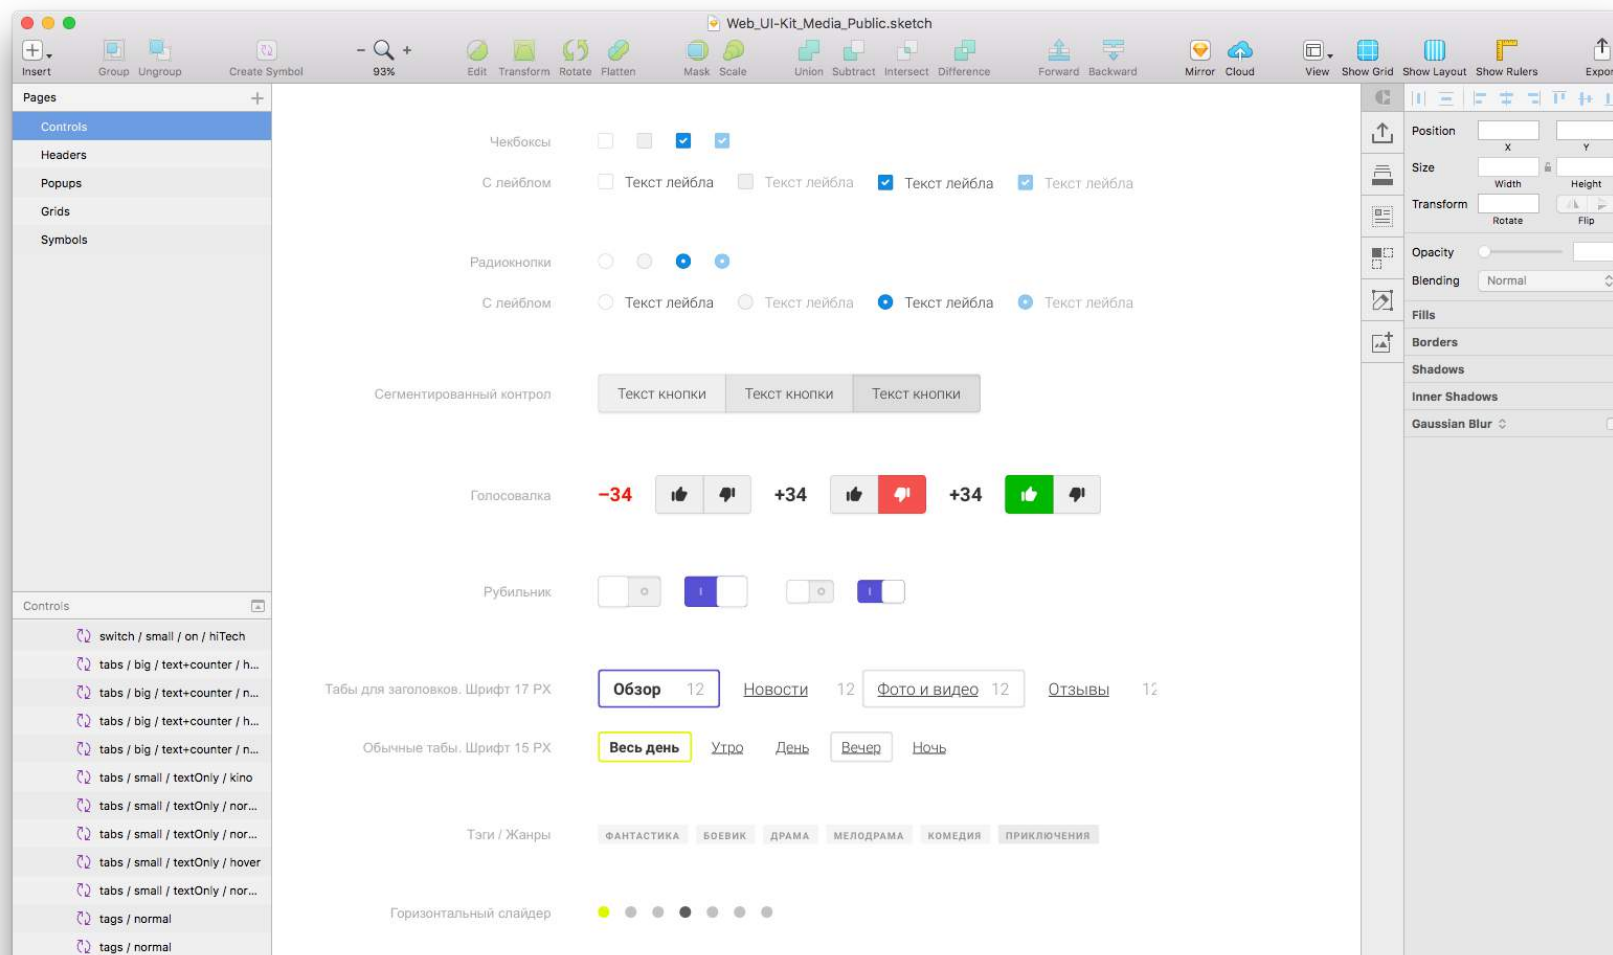 Web_UI-Kit_Media_Public.sketch
Insert Group Ungroup Create Symbol 93% Edit Transform Rotate Flatten Mask Scale Union Subtract Intersect Difference Forward Backward Mirror Cloud View Show Grid Show Layout Show Rulers Expor
Pages
Controls
Headers
Popups
Grids
Symbols
Controls
switch / small / on / hiTech
tabs / big / text+counter / h...
tabs / big / text+counter / n...
tabs / big / text+counter / h...
tabs / big / text+counter / n...
tabs / small / textOnly / kino
tabs / small / textOnly / nor...
tabs / small / textOnly / nor...
tabs / small / textOnly / hover
tabs / small / textOnly / nor...
tags / normal
tags / normal
Чекбоксы
С лейблом Текст лейбла Текст лейбла Текст лейбла Текст лейбла
Радиокнопки
С лейблом Текст лейбла Текст лейбла Текст лейбла Текст лейбла
Сегментированный контрол Текст кнопки Текст кнопки Текст кнопки
Голосовалка −34 +34 +34
Рубильник
Табы для заголовков. Шрифт 17 PX Обзор 12 Новости 12 Фото и видео 12 Отзывы 12
Обычные табы. Шрифт 15 PX Весь день Утро День Вечер Ночь
Тэги / Жанры ФАНТАСТИКА БОЕВИК ДРАМА МЕЛОДРАМА КОМЕДИЯ ПРИКЛЮЧЕНИЯ
Горизонтальный слайдер
Position
X Y
Size
Width Height
Transform
Rotate Flip
Opacity
Blending Normal
Fills
Borders
Shadows
Inner Shadows
Gaussian Blur